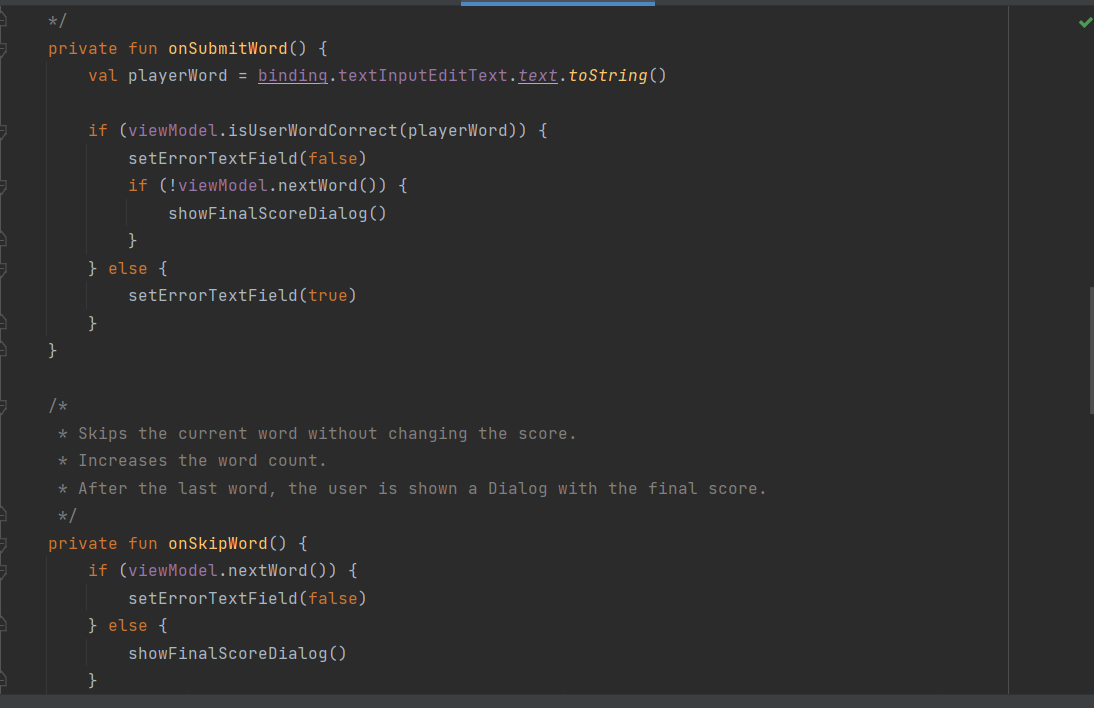 */
private fun onSubmitWord() {
    val playerWord = binding.textInputEditText.text.toString()

    if (viewModel.isUserWordCorrect(playerWord)) {
        setErrorTextField(false)
        if (!viewModel.nextWord()) {
            showFinalScoreDialog()
        }
    } else {
        setErrorTextField(true)
    }
}

/*
 * Skips the current word without changing the score.
 * Increases the word count.
 * After the last word, the user is shown a Dialog with the final score.
 */
private fun onSkipWord() {
    if (viewModel.nextWord()) {
        setErrorTextField(false)
    } else {
        showFinalScoreDialog()
    }